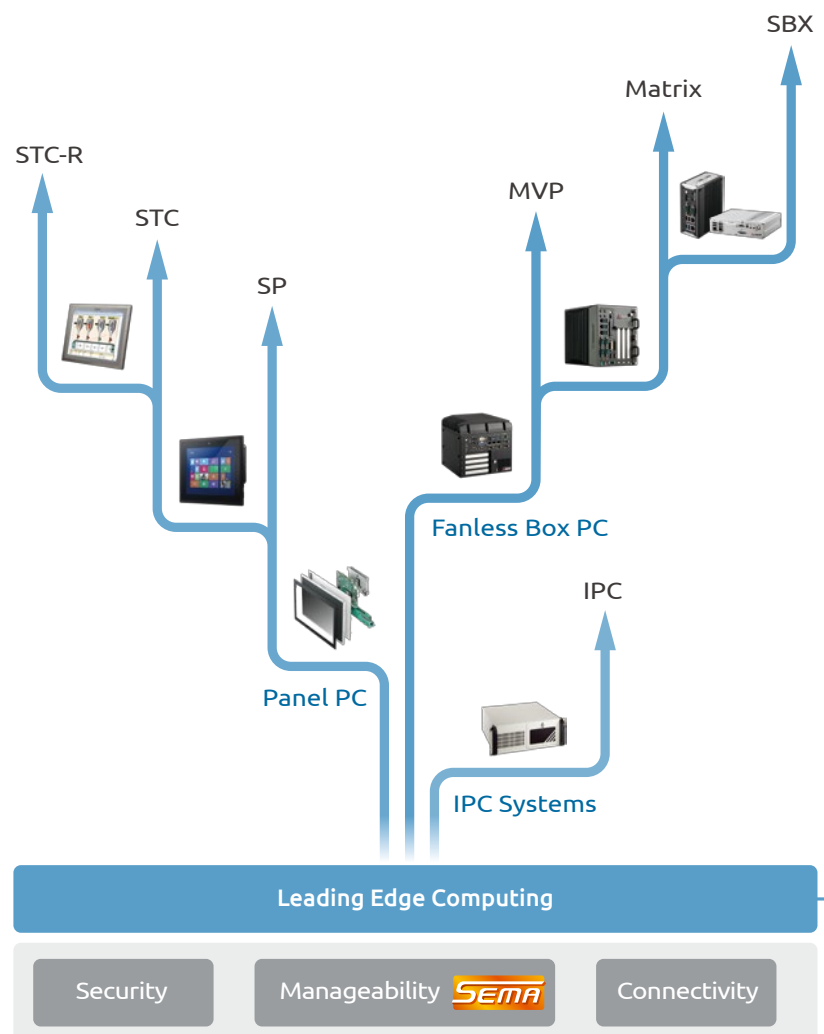 SBX
Matrix
STC-R
MVP
STC
SP
Fanless Box PC
IPC
Panel PC
IPC Systems
Leading Edge Computing
Security
Manageability SEMA
Connectivity